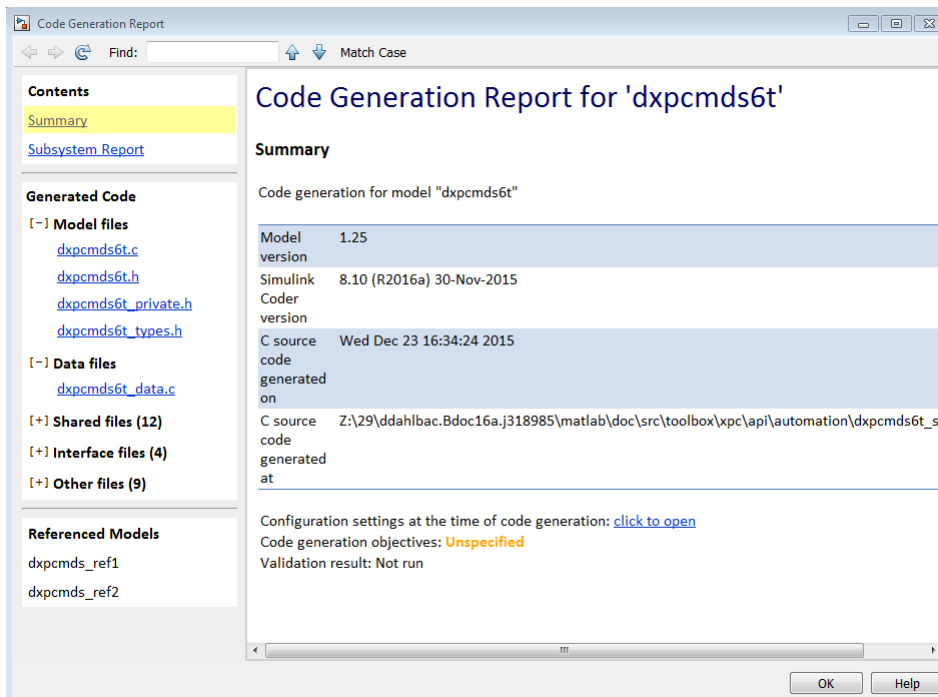 Code Generation Report
Find:
Match Case
Contents
Summary
Subsystem Report
Generated Code
[-] Model files
dxpcmds6t.c
dxpcmds6t.h
dxpcmds6t_private.h
dxpcmds6t_types.h
[-] Data files
dxpcmds6t_data.c
[+] Shared files (12)
[+] Interface files (4)
[+] Other files (9)
Referenced Models
dxpcmds_ref1
dxpcmds_ref2
Code Generation Report for 'dxpcmds6t'
Summary
Code generation for model "dxpcmds6t"
Model 1.25
version
Simulink 8.10 (R2016a) 30-Nov-2015
Coder
version
C source Wed Dec 23 16:34:24 2015
code
generated
on
C source Z:\29\ddahlbac.Bdoc16a.j318985\matlab\doc\src\toolbox\xpc\api\automation\dxpcmds6t_s
code
generated
at
Configuration settings at the time of code generation: click to open
Code generation objectives: Unspecified
Validation result: Not run
OK
Help